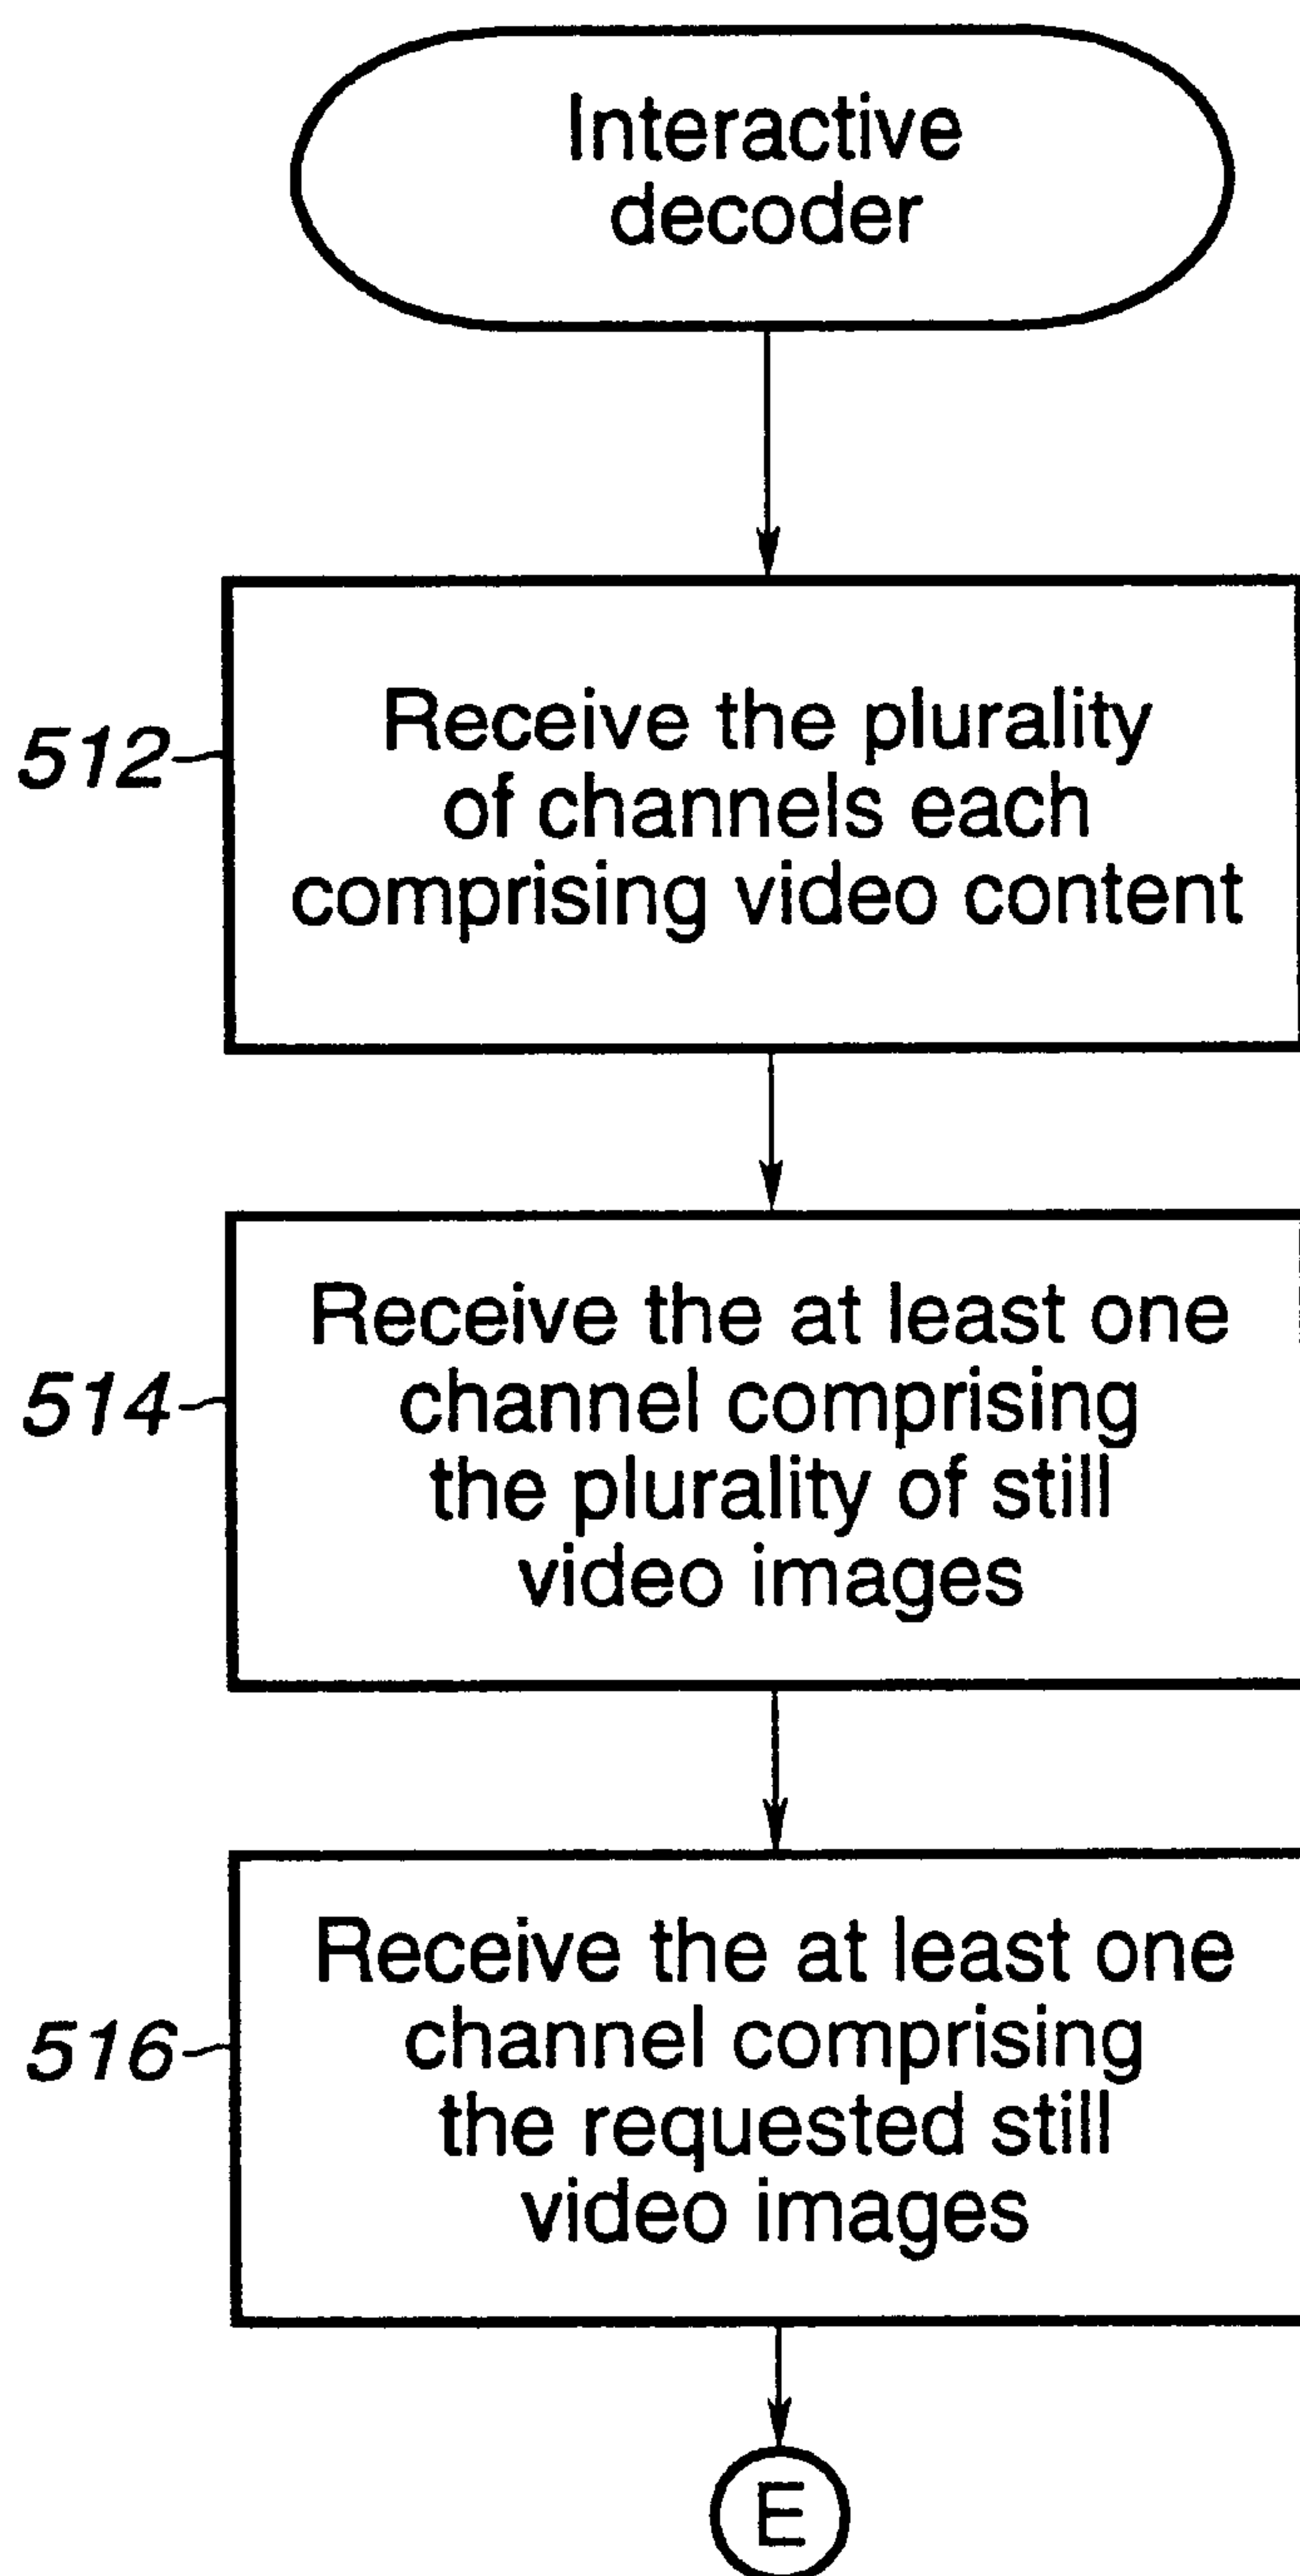 Interactive
decoder
512
Receive the plurality
of channels each
comprising video content
514
Receive the at least one
channel comprising
the plurality of still
video images
516
Receive the at least one
channel comprising
the requested still
video images
E